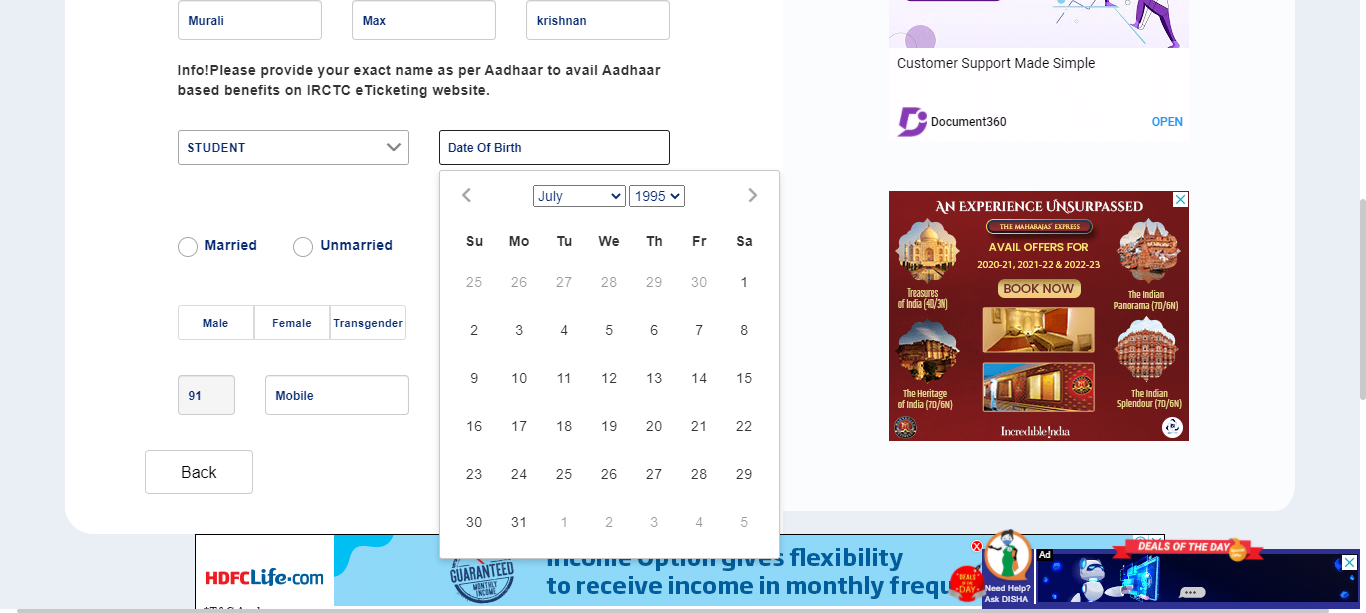 Murali Max krishnan
Info!Please provide your exact name as per Aadhaar to avail Aadhaar
based benefits on IRCTC eTicketing website.
STUDENT
Date Of Birth
July 1995
Su Mo Tu We Th Fr Sa
25 26 27 28 29 30 1
2 3 4 5 6 7 8
9 10 11 12 13 14 15
16 17 18 19 20 21 22
23 24 25 26 27 28 29
30 31 1 2 3 4 5
Married Unmarried
Male Female Transgender
91 Mobile
Back
Customer Support Made Simple
Document360 OPEN
AN EXPERIENCE UNSURPASSED
THE MAHARAJAS' EXPRESS
AVAIL OFFERS FOR
2020-21, 2021-22 & 2022-23
BOOK NOW
Treasures
of India (4D/3N)
The Indian
Panorama (7D/6N)
The Heritage
of India (7D/6N)
The Indian
Splendour (7D/6N)
Incredible!ndia
HDFC Life.com
GUARANTEED
MONTHLY
INCOME
Income Option gives flexibility
to receive income in monthly frequ
DEALS
OF THE
DAY
Need Help?
Ask DISHA
Ad
DEALS OF THE DAY